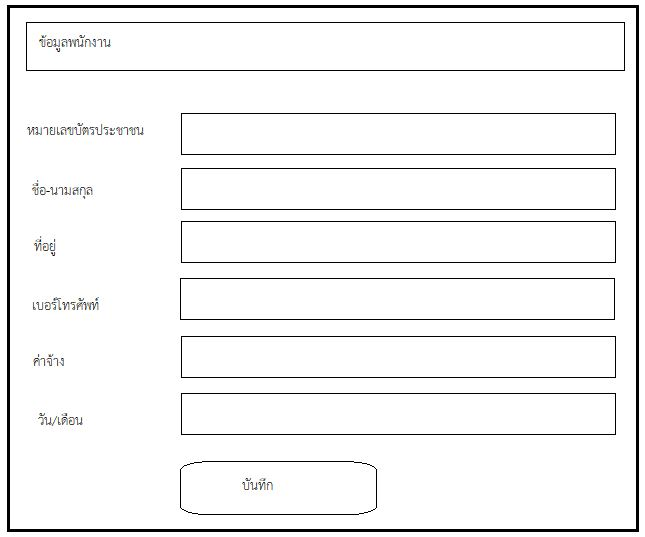 ข้อมูลพนักงาน
หมายเลขบัตรประชาชน
ชื่อ-นามสกุล
ที่อยู่
เบอร์โทรศัพท์
ค่าจ้าง
วัน/เดือน
บันทึก